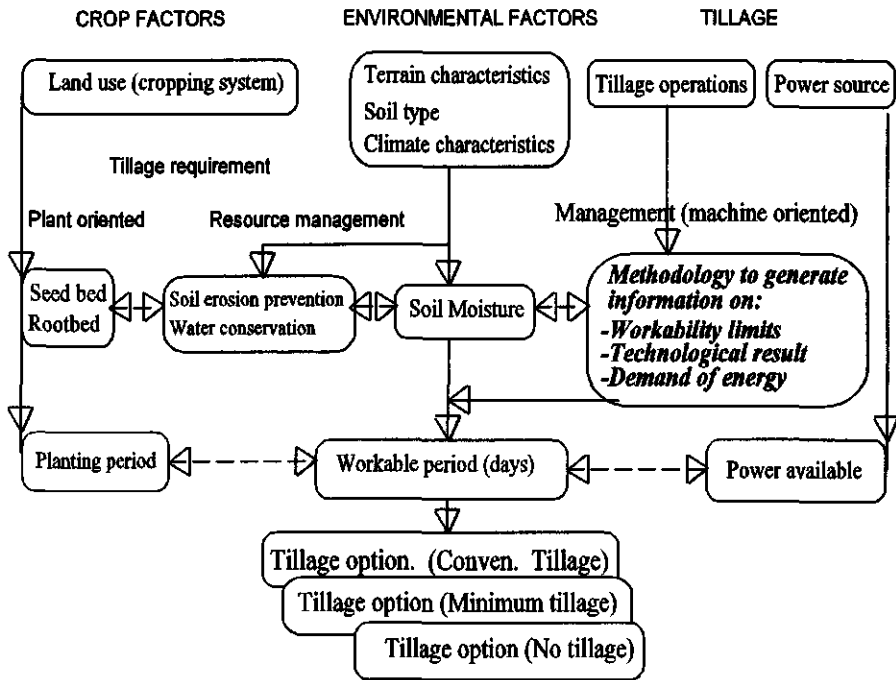 CROP FACTORS
ENVIRONMENTAL FACTORS
TILLAGE
Land use (cropping system)
Terrain characteristics
Soil type
Climate characteristics
Tillage operations
Power source
Tillage requirement
Plant oriented
Resource management
Management (machine oriented)
Seed bed
Rootbed
Soil erosion prevention
Water conservation
Soil Moisture
Methodology to generate
information on:
-Workability limits
-Technological result
-Demand of energy
Planting period
Workable period (days)
Power available
Tillage option. (Conven. Tillage)
Tillage option (Minimum tillage)
Tillage option (No tillage)